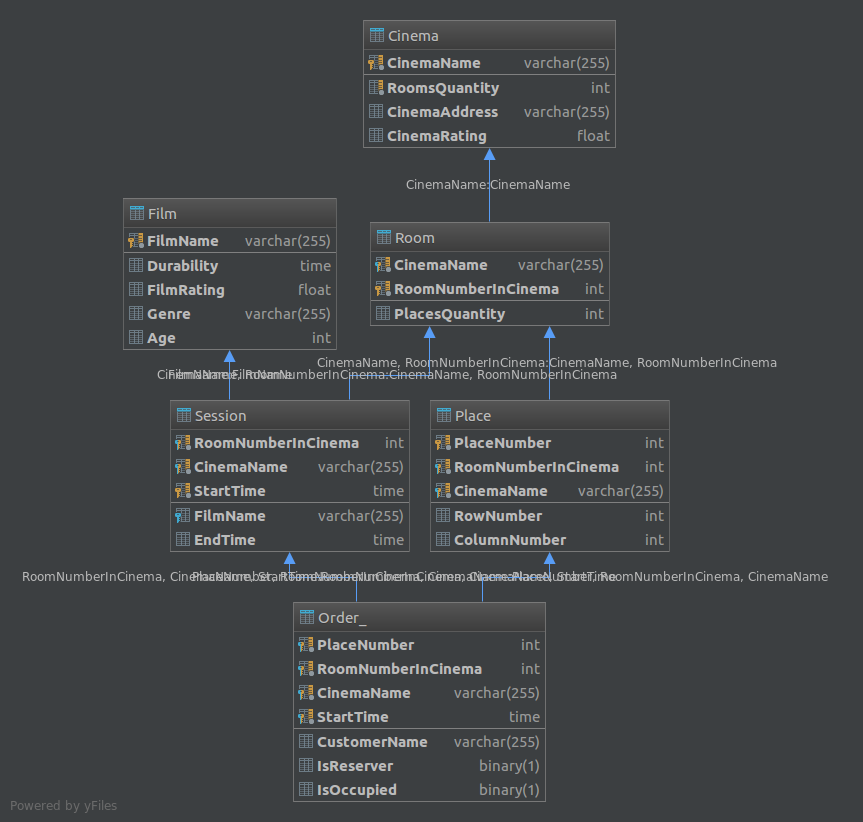 Cinema
CinemaName varchar(255)
RoomsQuantity int
CinemaAddress varchar(255)
CinemaRating float
CinemaName:CinemaName
Film
FilmName varchar(255)
Durability time
FilmRating float
Genre varchar(255)
Age int
Room
CinemaName varchar(255)
RoomNumberInCinema int
PlacesQuantity int
CinemaName, RoomNumberInCinema:CinemaName, RoomNumberInCinema
RoomNumberInCinema:CinemaName, RoomNumberInCinema
Session
RoomNumberInCinema int
CinemaName varchar(255)
StartTime time
FilmName varchar(255)
EndTime time
Place
PlaceNumber int
RoomNumberInCinema int
CinemaName varchar(255)
RowNumber int
ColumnNumber int
RoomNumberInCinema, RoomNumberInCinema, CinemaName
Order_
PlaceNumber int
RoomNumberInCinema int
CinemaName varchar(255)
StartTime time
CustomerName varchar(255)
IsReserver binary(1)
IsOccupied binary(1)
Powered by yFiles